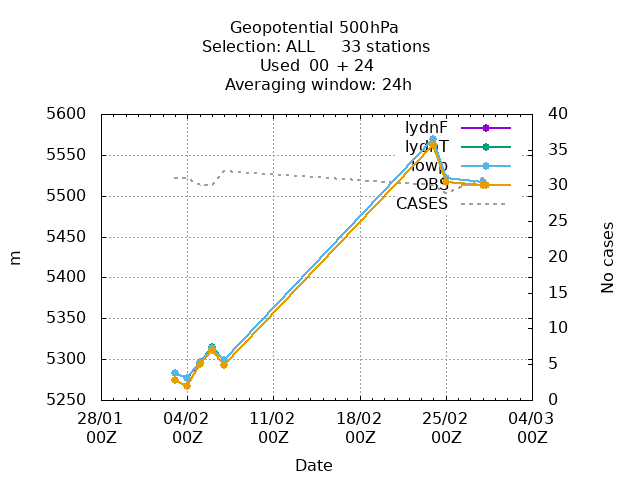 Geopotential 500hPa
Selection: ALL 33 stations
Used 00 + 24
Averaging window: 24h
5600
5550
5500
5450
5400
5350
5300
5250
m
40
35
30
25
20
15
10
5
0
No cases
lydnF
lydnT
lowp
OBS
CASES
28/01 04/02 11/02 18/02 25/02 04/03
00Z 00Z 00Z 00Z 00Z 00Z
Date